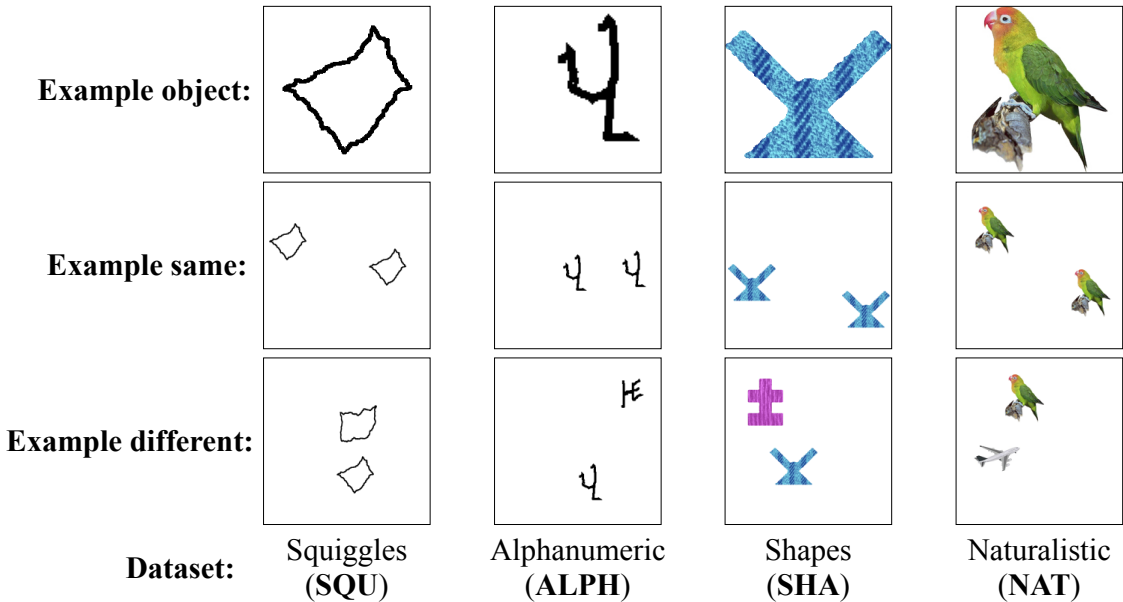 Example object:
Example same:
Example different:
Dataset:
Squiggles
(SQU)
Alphanumeric
(ALPH)
Shapes
(SHA)
Naturalistic
(NAT)